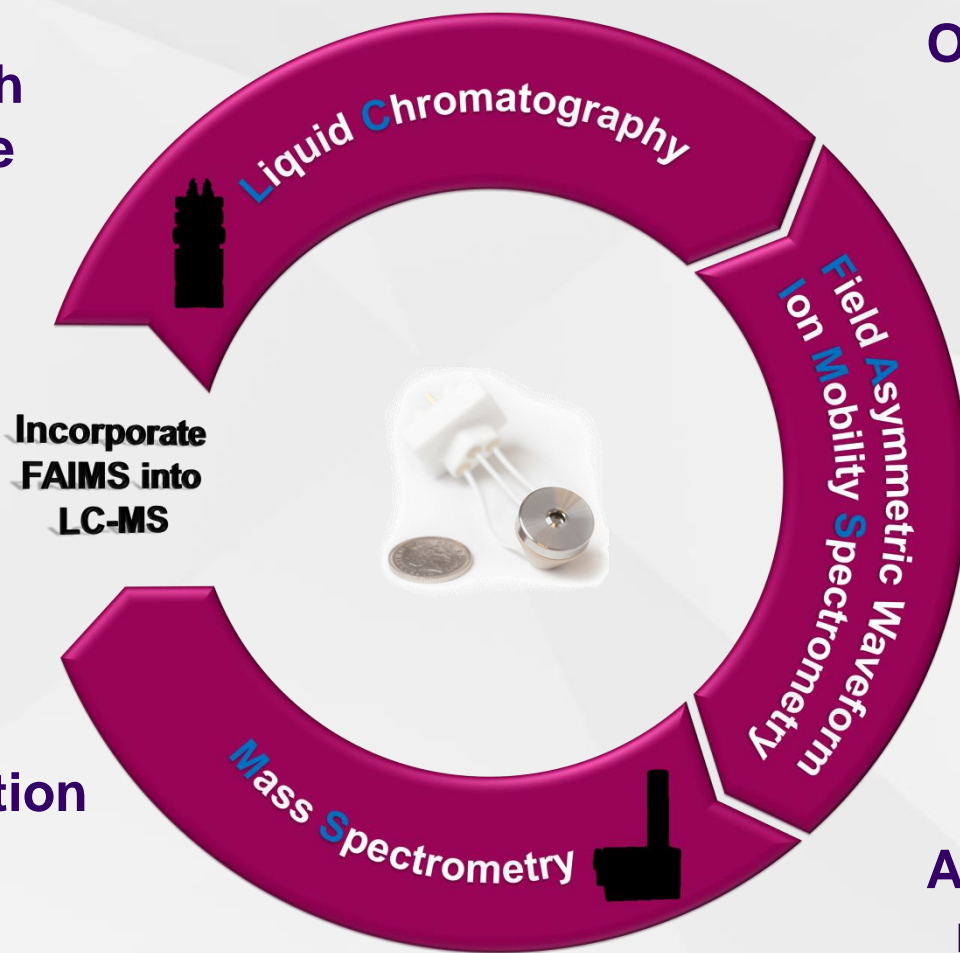 Liquid Chromatography
Field Asymmetric Waveform
Ion Mobility Spectrometry
Incorporate
FAIMS into
LC-MS
Mass Spectrometry